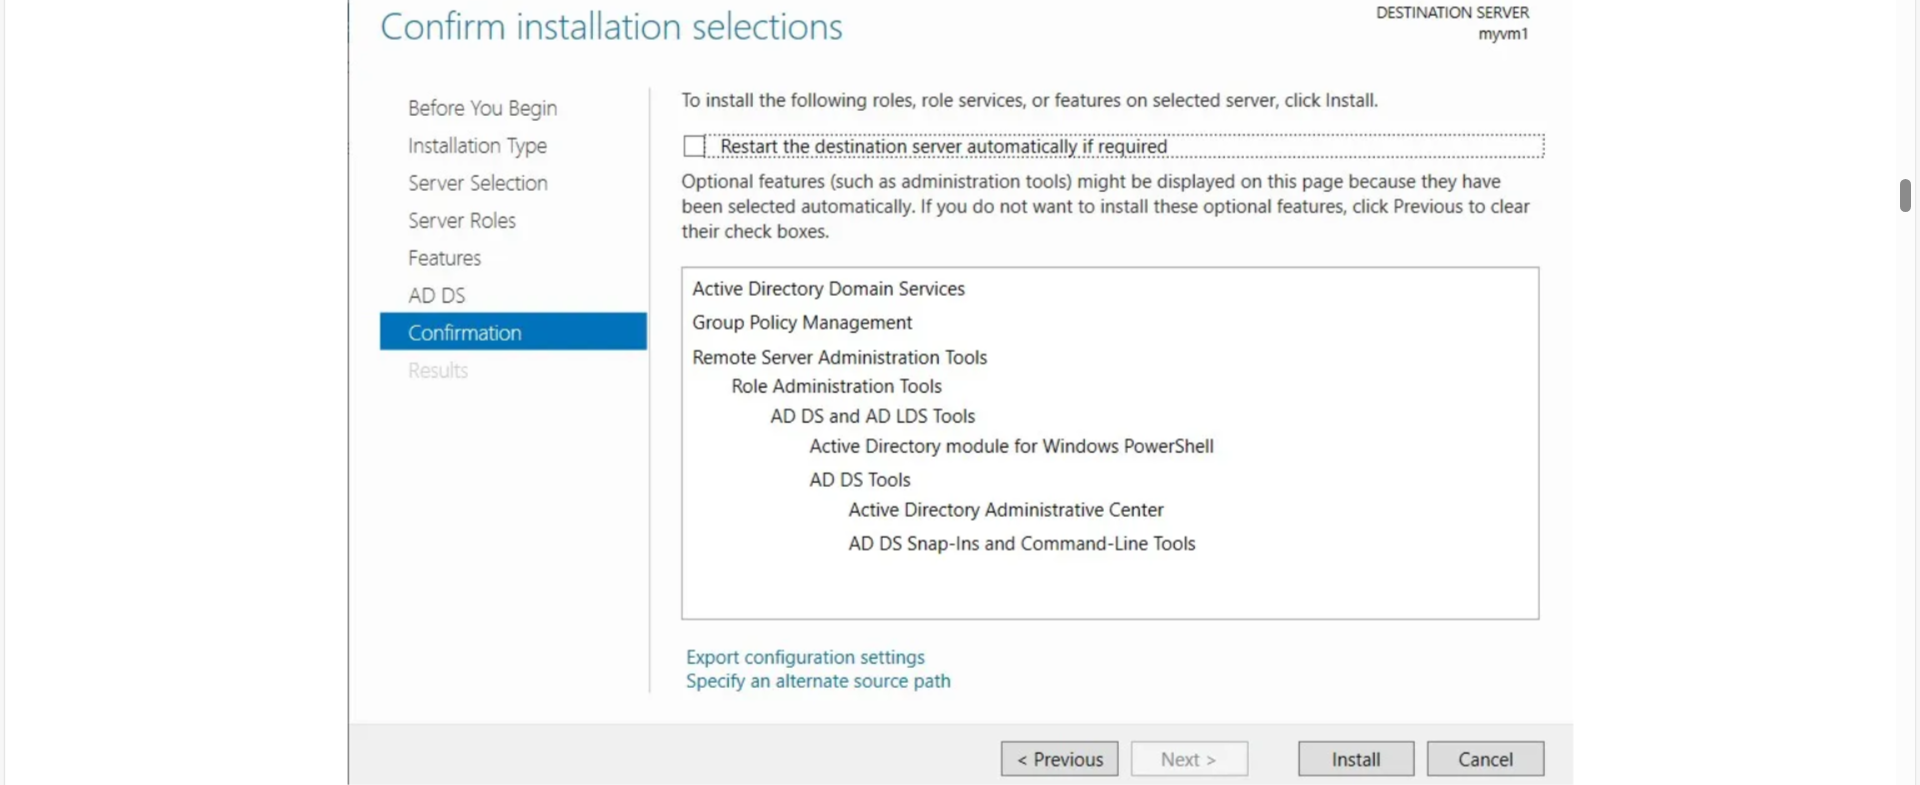 Confirm installation selections
DESTINATION SERVER
myvm1
Before You Begin
Installation Type
Server Selection
Server Roles
Features
AD DS
Confirmation
Results
To install the following roles, role services, or features on selected server, click Install.
Restart the destination server automatically if required
Optional features (such as administration tools) might be displayed on this page because they have
been selected automatically. If you do not want to install these optional features, click Previous to clear
their check boxes.
Active Directory Domain Services
Group Policy Management
Remote Server Administration Tools
Role Administration Tools
AD DS and AD LDS Tools
Active Directory module for Windows PowerShell
AD DS Tools
Active Directory Administrative Center
AD DS Snap-Ins and Command-Line Tools
Export configuration settings
Specify an alternate source path
< Previous
Next >
Install
Cancel